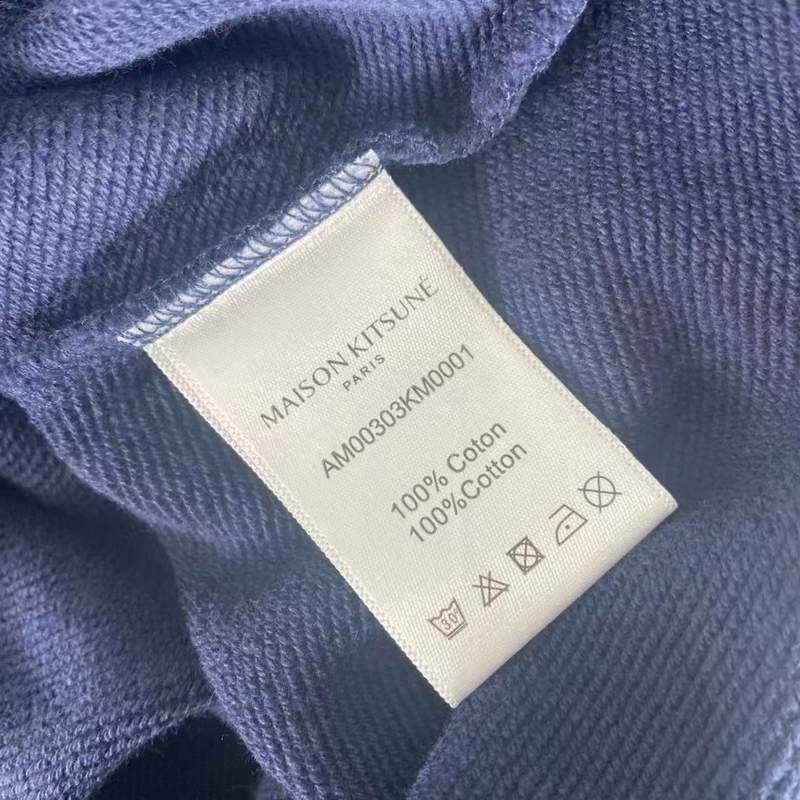 MAISON KITSUNÉ
PARIS
AM00303KM0001
100% Coton
100%Cotton
30°